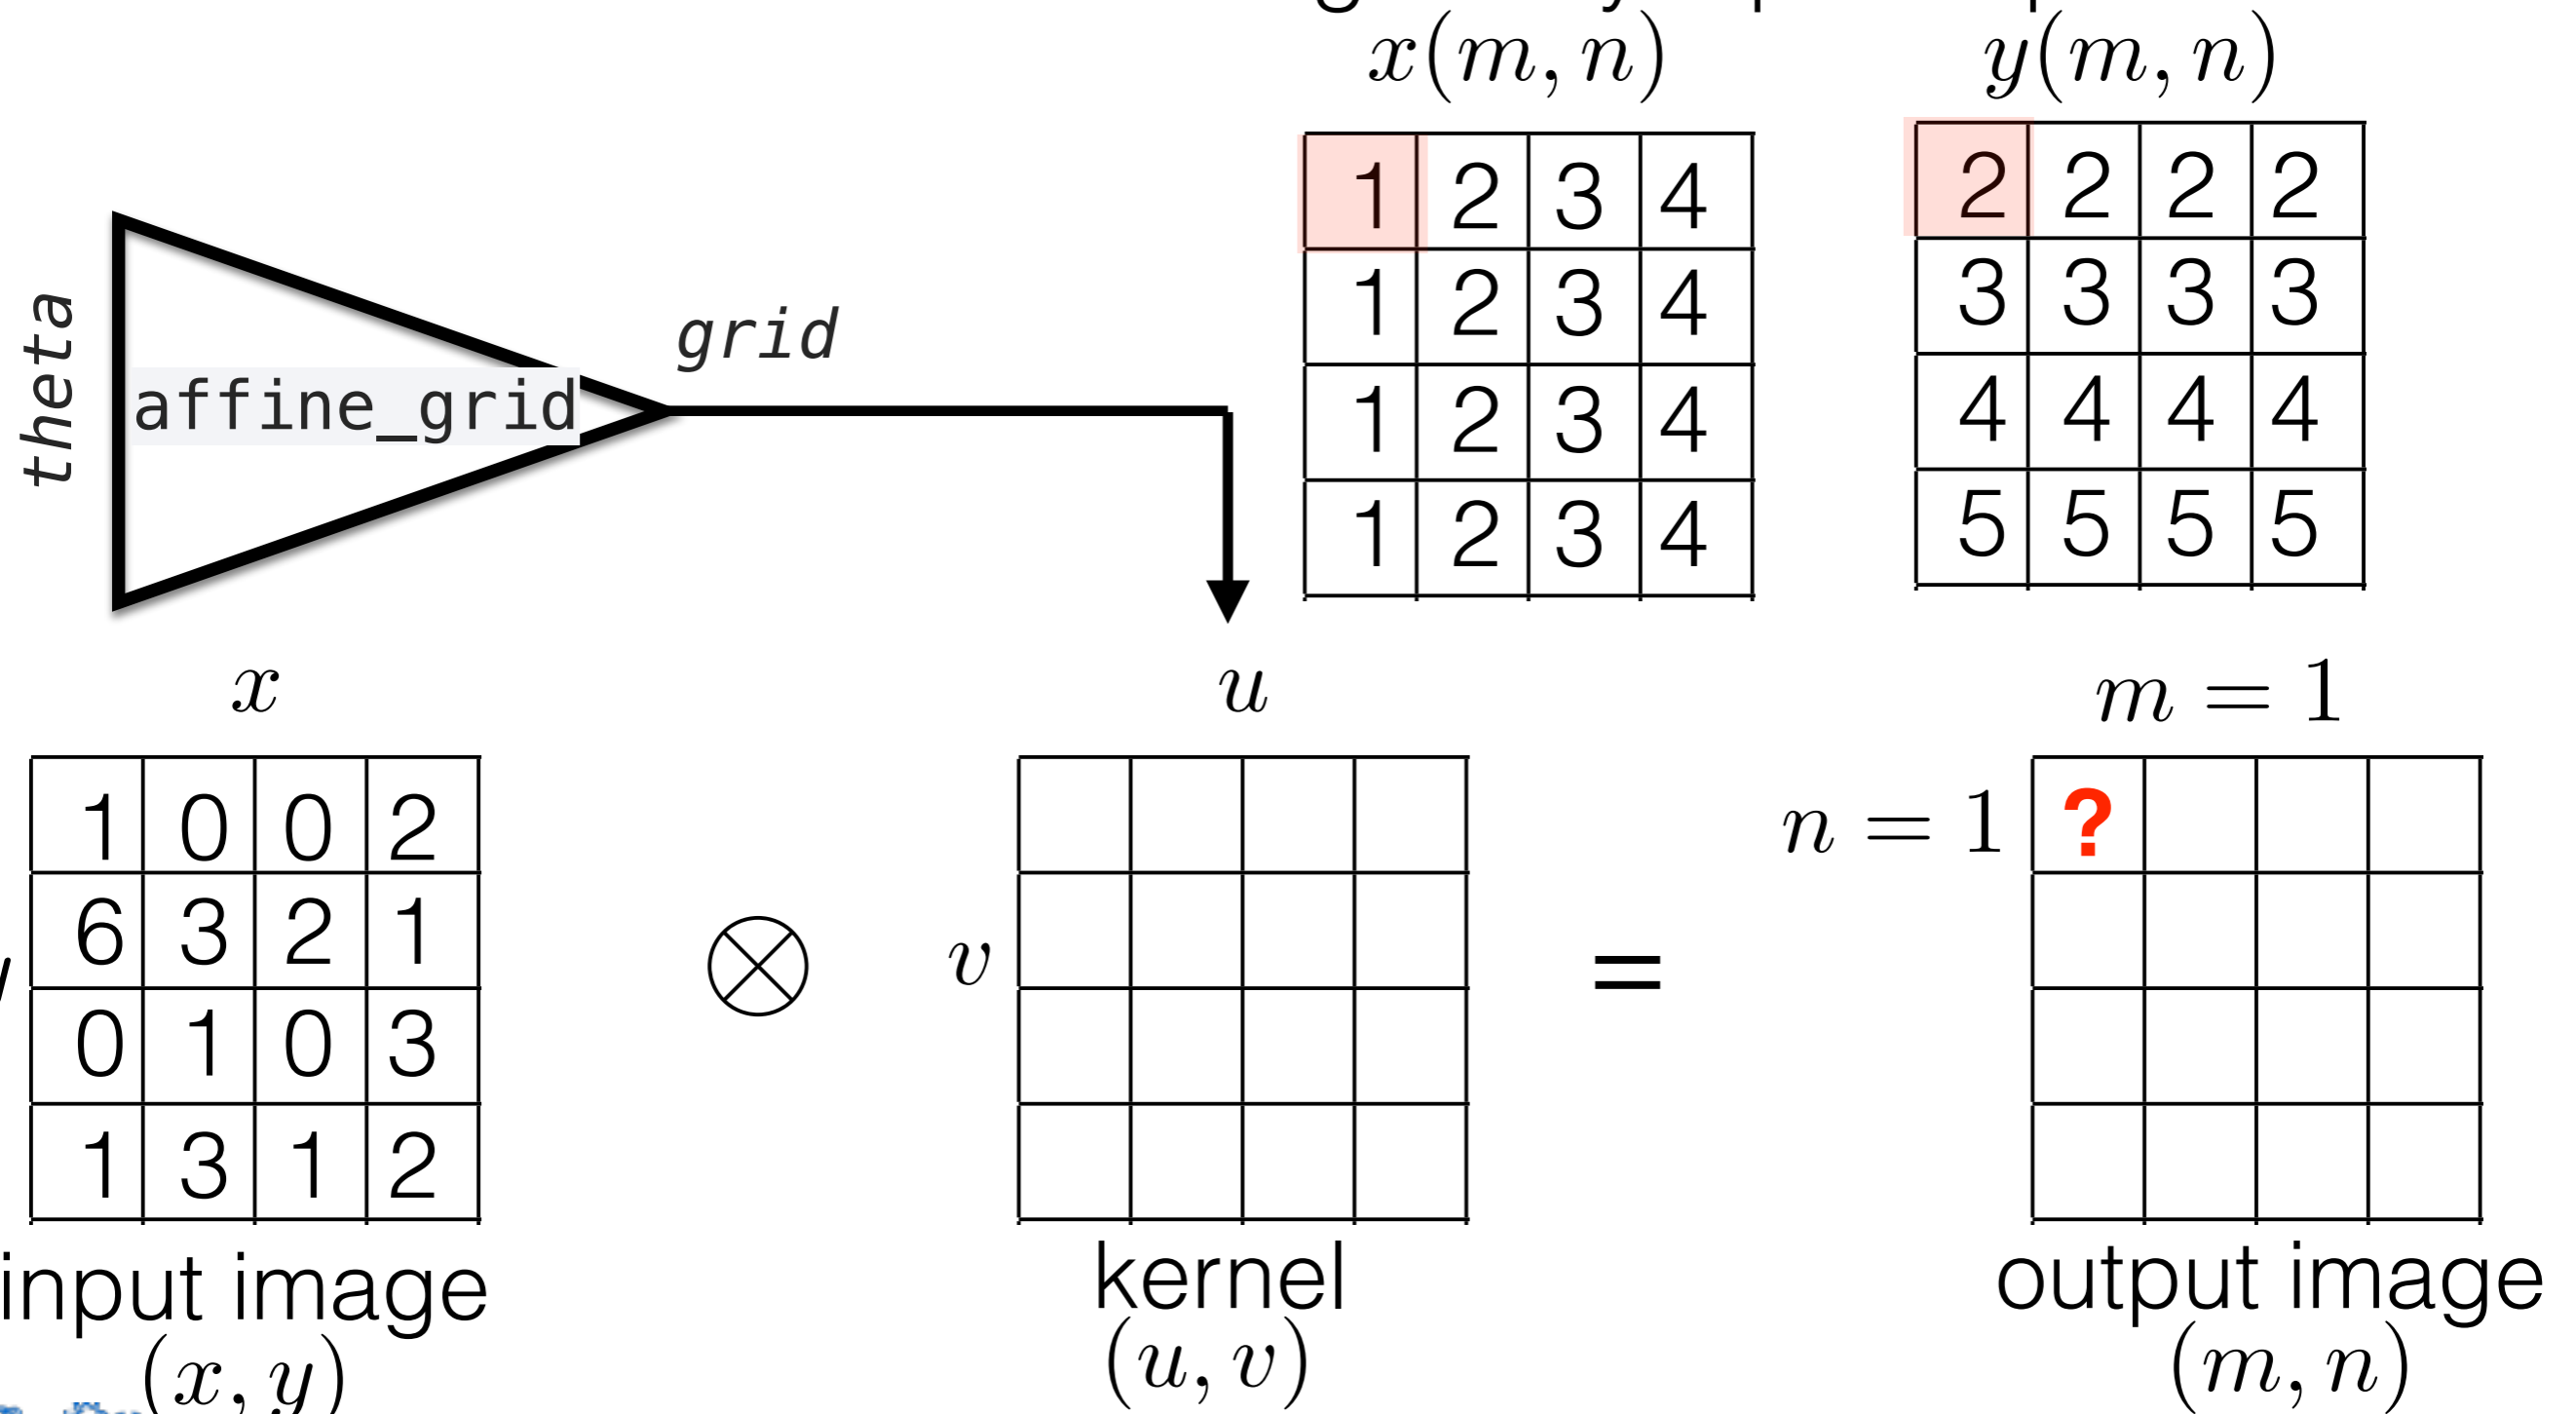 x(m, n)
y(m, n)
1 2 3 4
1 2 3 4
1 2 3 4
1 2 3 4
2 2 2 2
3 3 3 3
4 4 4 4
5 5 5 5
theta
affine_grid
grid
x
u
m = 1
1 0 0 2
6 3 2 1
0 1 0 3
1 3 1 2
⊗
v
=
n = 1
?
input image
(x, y)
kernel
(u, v)
output image
(m, n)